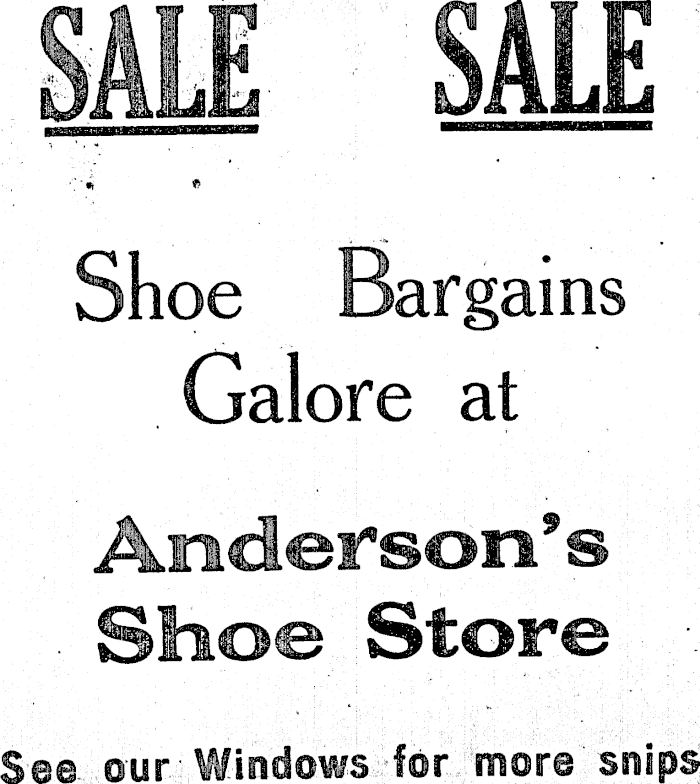 SALE SALE
Shoe Bargains
Galore at
Anderson's
Shoe Store
See our Windows for more snips